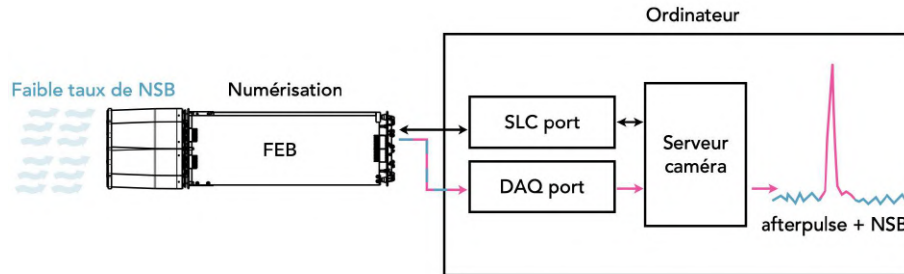 Ordinateur
Faible taux de NSB
Numérisation
SLC port
FEB
Serveur
caméra
DAQ port
afterpulse + NSB